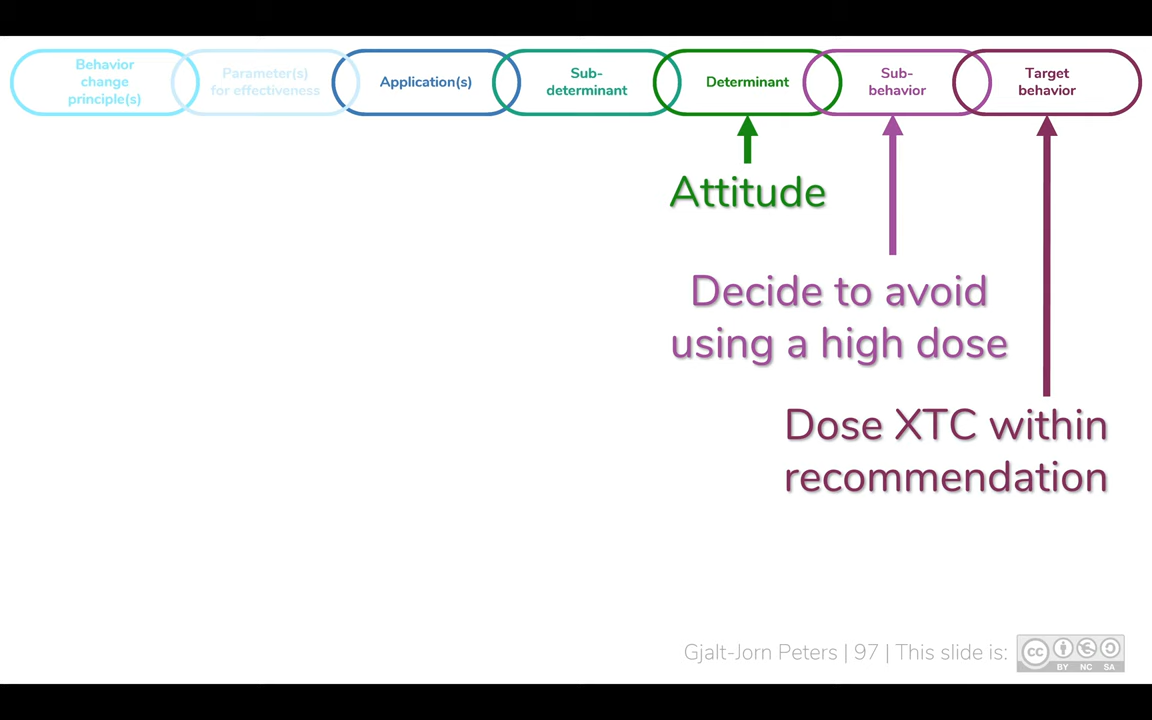 Behavior
change
principle(s)
Parameter(s)
for effectiveness
Application(s)
Sub-
determinant
Determinant
Sub-
behavior
Target
behavior
Attitude
Decide to avoid
using a high dose
Dose XTC within
recommendation
Gjalt-Jorn Peters | 97 | This slide is:
cc
BY NC SA